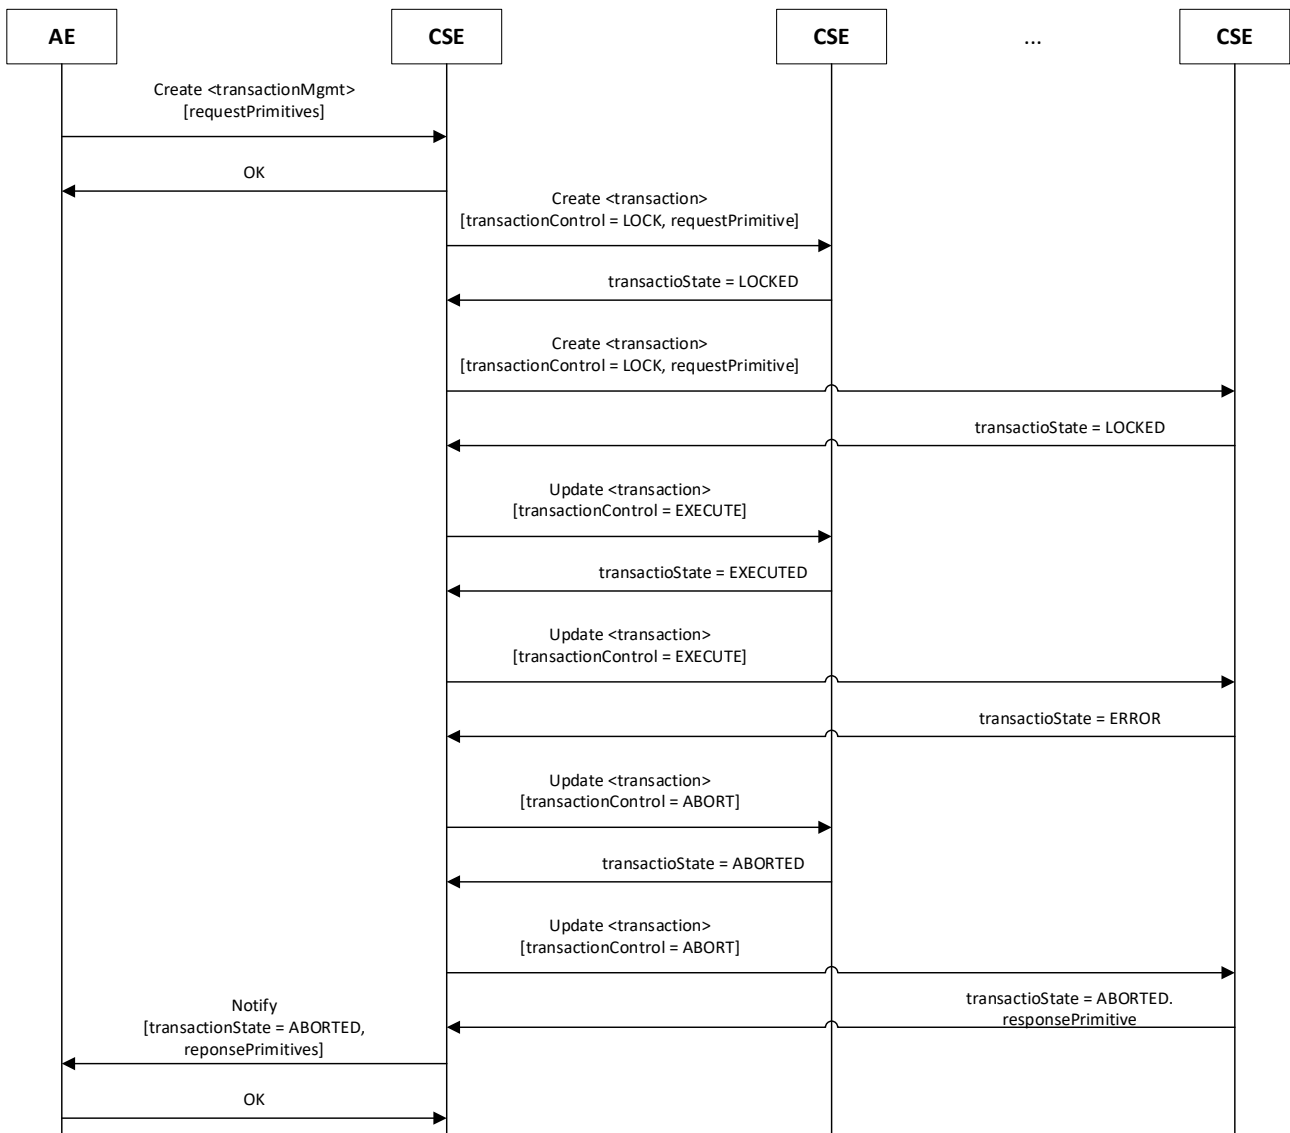 AE
CSE
CSE
...
CSE
Create <transactionMgmt>
[requestPrimitives]
OK
Create <transaction>
[transactionControl = LOCK, requestPrimitive]
transactioState = LOCKED
Create <transaction>
[transactionControl = LOCK, requestPrimitive]
transactioState = LOCKED
Update <transaction>
[transactionControl = EXECUTE]
transactioState = EXECUTED
Update <transaction>
[transactionControl = EXECUTE]
transactioState = ERROR
Update <transaction>
[transactionControl = ABORT]
transactioState = ABORTED
Update <transaction>
[transactionControl = ABORT]
transactioState = ABORTED.
responsePrimitive
Notify
[transactionState = ABORTED,
reponsePrimitives]
OK